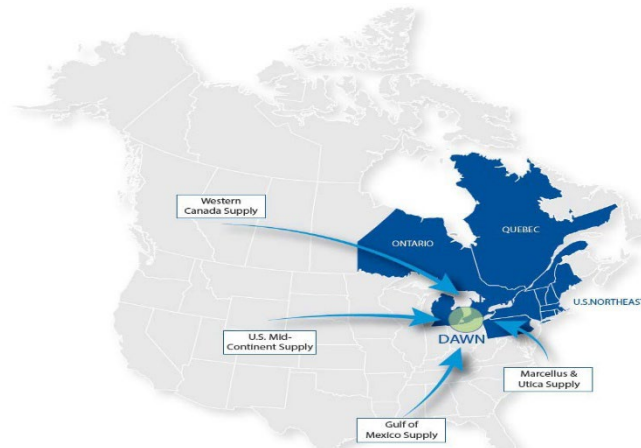 Western
Canada Supply
ONTARIO
QUEBEC
U.S.NORTHEAST
U.S. Mid-
Continent Supply
DAWN
Marcellus &
Utica Supply
Gulf of
Mexico Supply